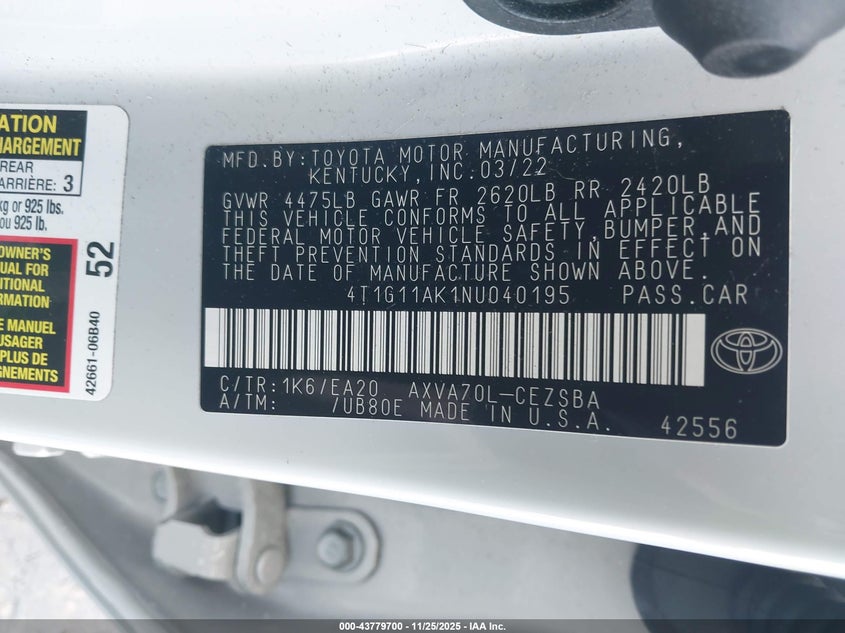 ATION
HARGEMENT
REAR
ARRIÈRE: 3
kg or 925 lbs.
ou 925 lb.
OWNER'S
UAL FOR
ITIONAL
RMATION
E MANUEL
USAGER
US DE
GNEMENTS
52
42661-06B40
MFD.BY:TOYOTA MOTOR MANUFACTURING,
KENTUCKY,INC.03/22
GVWR 4475LB GAWR FR 2620LB RR 2420LB
THIS VEHICLE CONFORMS TO ALL APPLICABLE
FEDERAL MOTOR VEHICLE SAFETY,BUMPER,AND
THEFT PREVENTION STANDARDS IN EFFECT ON
THE DATE OF MANUFACTURE SHOWN ABOVE.
4T1G11AK1NU040195 PASS.CAR
C/TR:1K6/EA20 AXVA70L-CEZSBA
A/TM: /UB80E MADE IN U.S.A.
42556
000-43779700 | 11/25/2025 | IAA Inc.